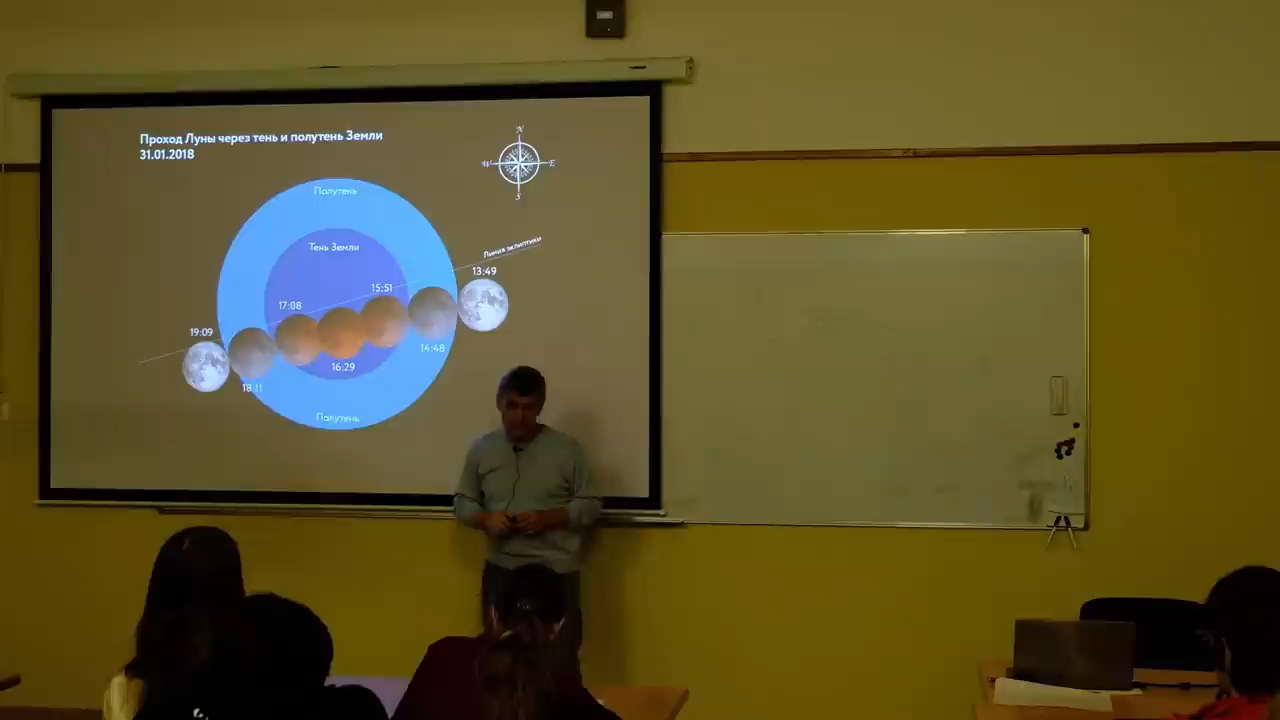 Проход Луны через тень и полутень Земли
31.01.2018
N
W
E
S
Полутень
Тень Земли
Линия эклиптики
13:49
15:51
17:08
19:09
14:48
16:29
18:11
Полутень